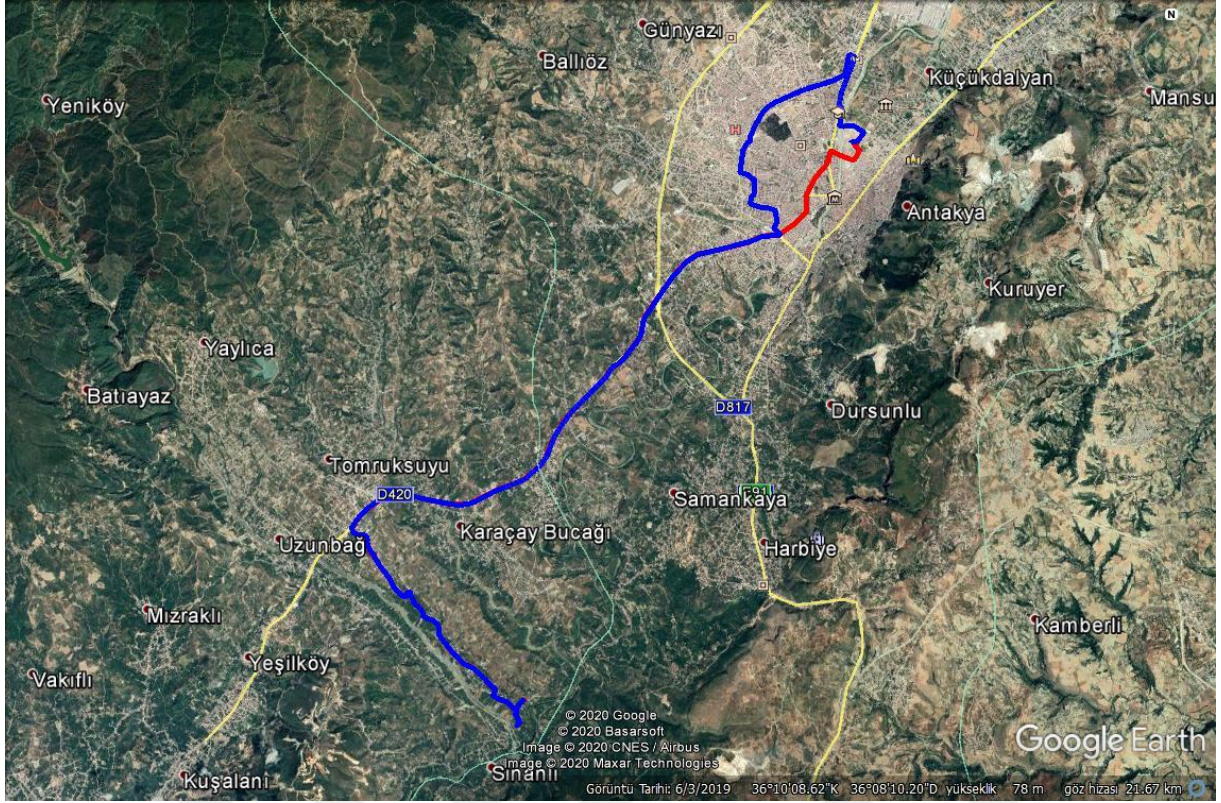 N
Günyazı
Ballıöz
Küçükdalyan
Yeniköy
Mansu
H
M
Antakya
Kuruyer
Yaylıca
Batıayaz
D817
Dursunlu
Tomruksuyu
D420
Samankaya
E91
Karaçay Bucağı
Uzunbağ
Harbiye
Mızraklı
Kamberli
Yeşilköy
Vakıflı
© 2020 Google
© 2020 Basarsoft
Image © 2020 CNES / Airbus
Image © 2020 Maxar Technologies
Google Earth
Sinanlı
Kuşalanı
Görüntü Tarihi: 6/3/2019 36°10'08.62"K 36°08'10.20"D yükseklik 78 m göz hizası 21.67 km